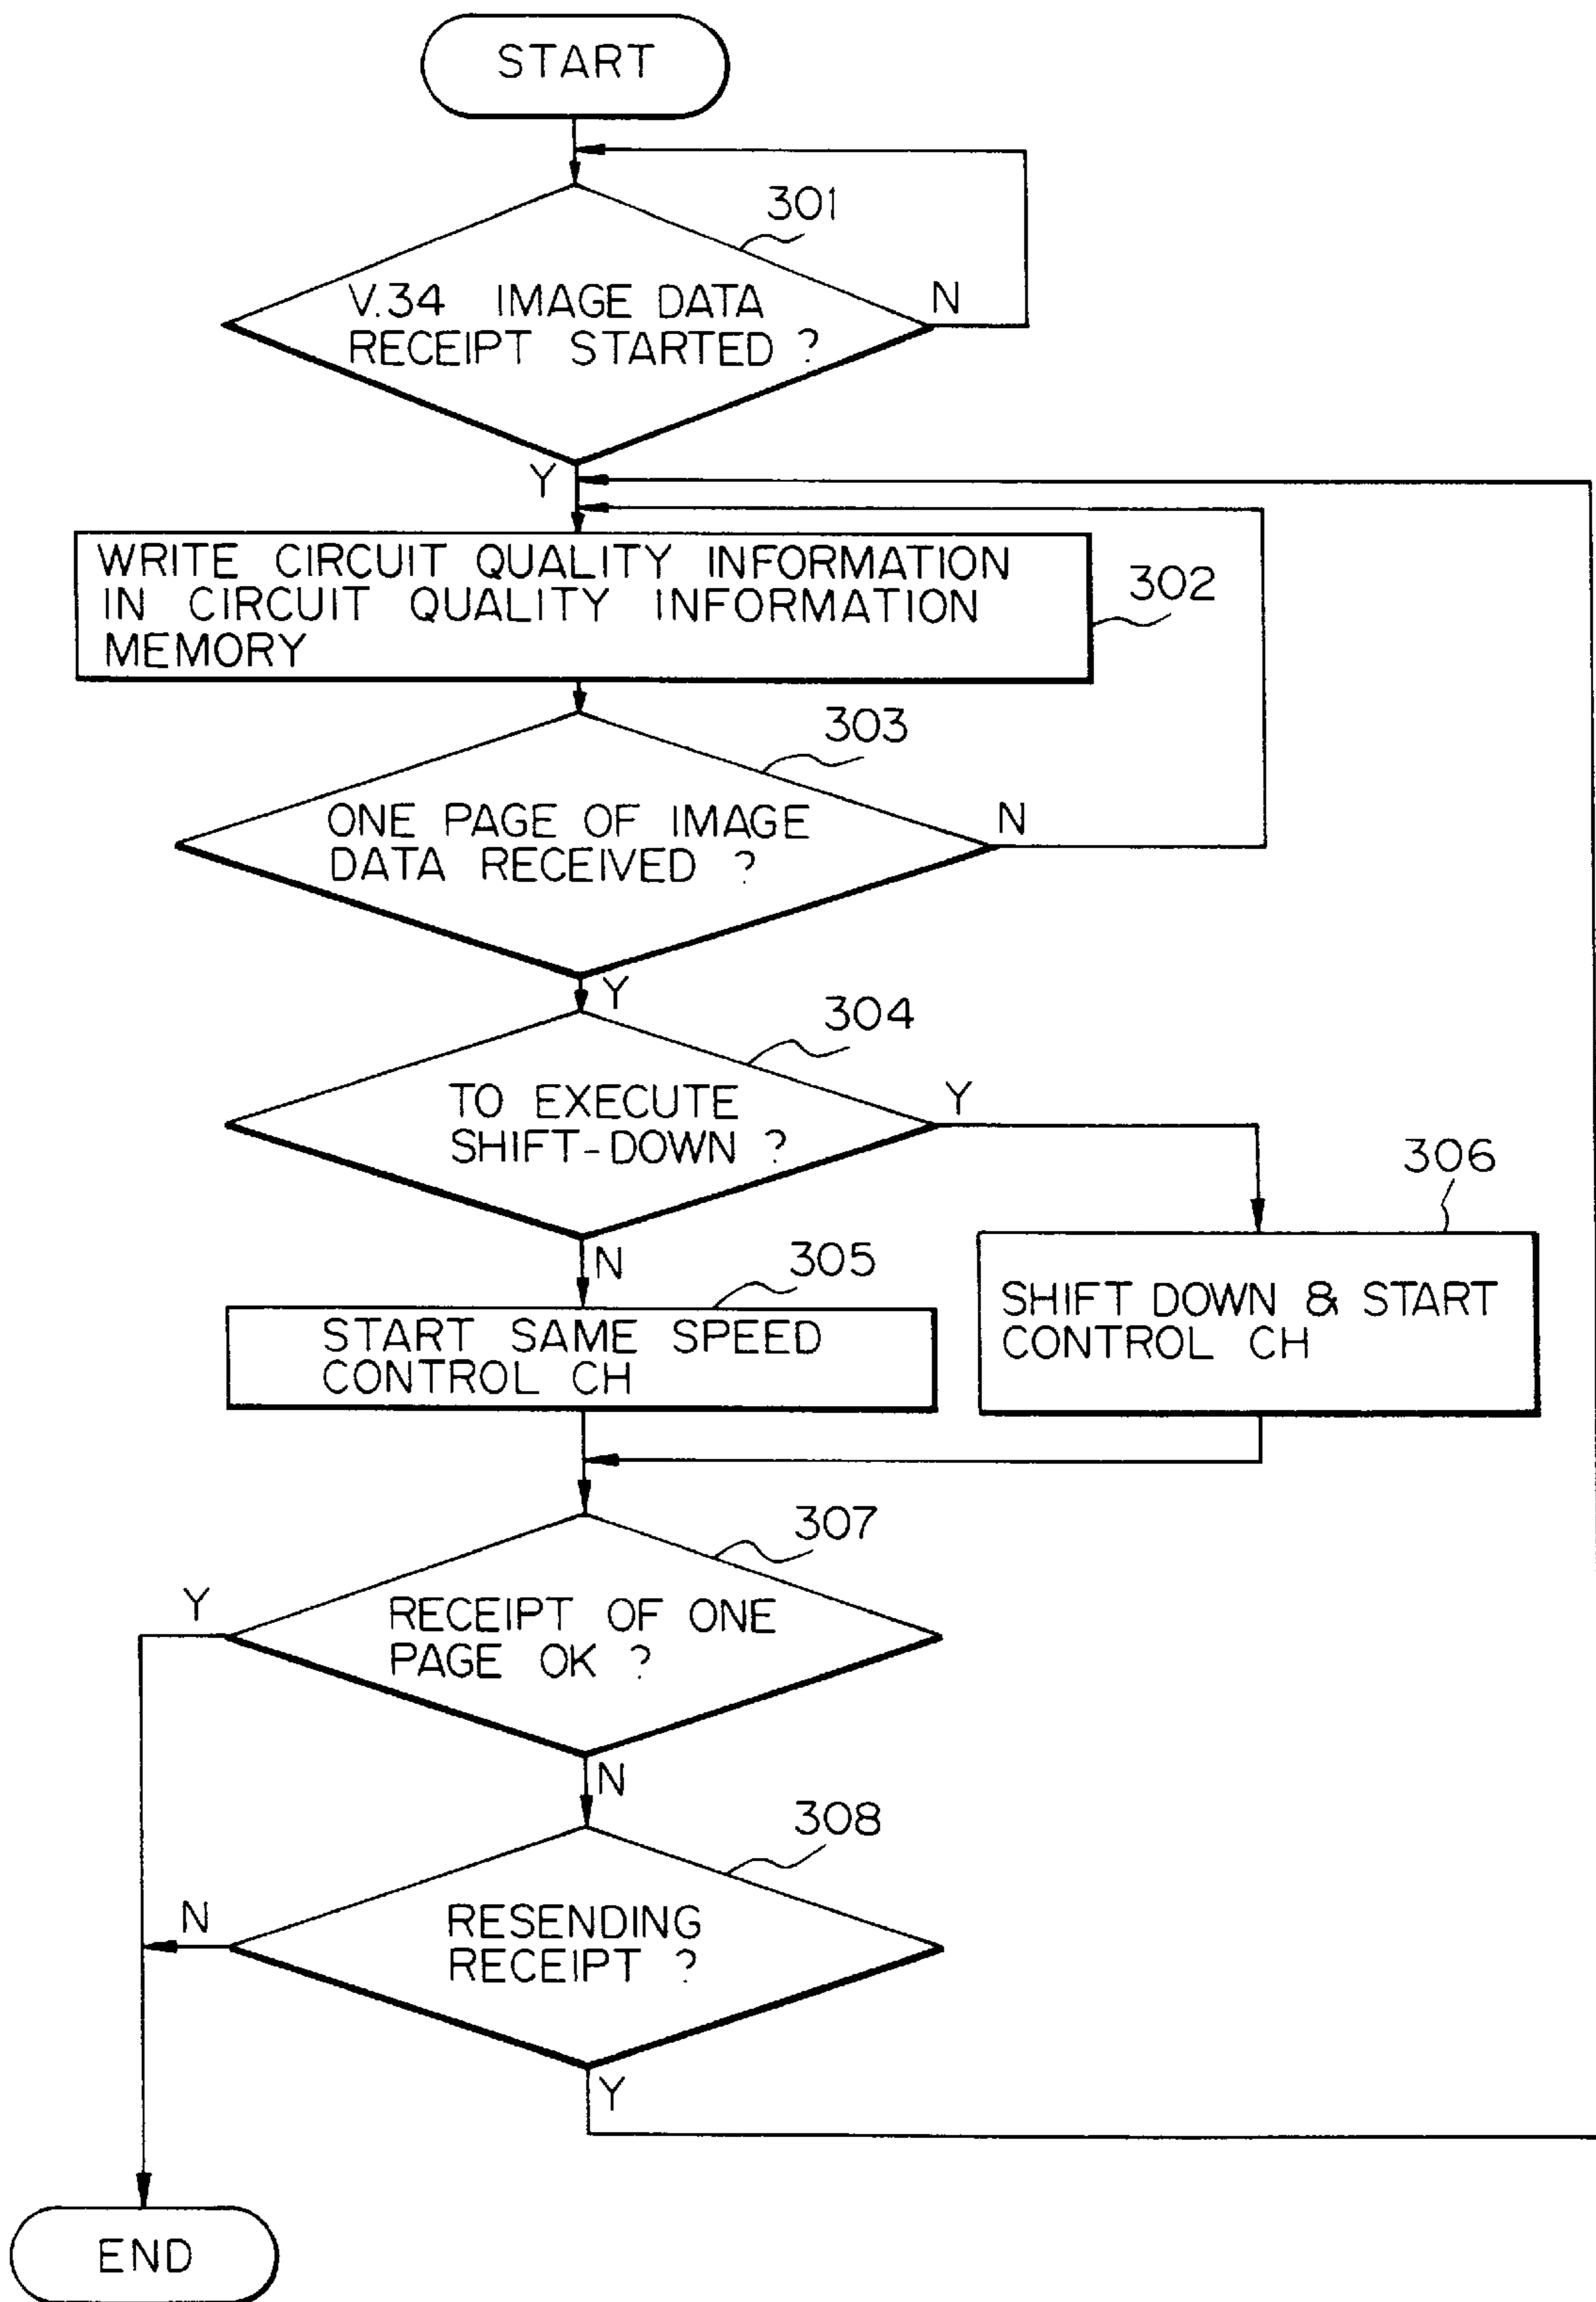 START
301
V.34 IMAGE DATA
RECEIPT STARTED ?
N
Y
WRITE CIRCUIT QUALITY INFORMATION
IN CIRCUIT QUALITY INFORMATION
MEMORY
302
303
ONE PAGE OF IMAGE
DATA RECEIVED ?
N
Y
304
TO EXECUTE
SHIFT-DOWN ?
Y
N
305
START SAME SPEED
CONTROL CH
306
SHIFT DOWN & START
CONTROL CH
307
Y
RECEIPT OF ONE
PAGE OK ?
N
308
N
RESENDING
RECEIPT ?
Y
END